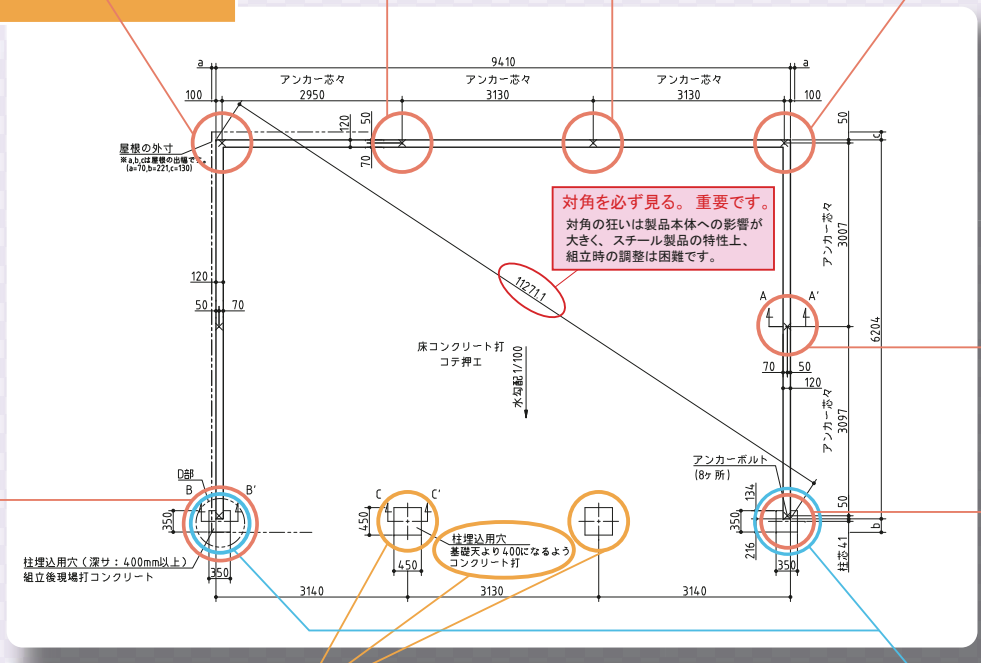 a
9410
a
アンカー芯々
アンカー芯々
アンカー芯々
100
2950
3130
3130
100
120
50
70
50
c
屋根の外寸
※a,b,cは屋根の出幅です。
(a=70,b=221,c=130)
対角を必ず見る。 重要です。
対角の狂いは製品本体への影響が
大きく、スチール製品の特性上、
組立時の調整は困難です。
アンカー芯々
3007
120
50
70
11271.1
A
A'
6204
床コンクリート打
コテ押エ
水勾配1/100
70
50
120
アンカー芯々
3097
アンカーボルト
(8ヶ所)
D部
B
B'
C
C'
134
50
350
450
350
b
柱埋込用穴
基礎天より400になるよう
コンクリート打
216
柱芯41
柱埋込用穴(深サ:400mm以上)
組立後現場打コンクリート
350
450
350
3140
3130
3140